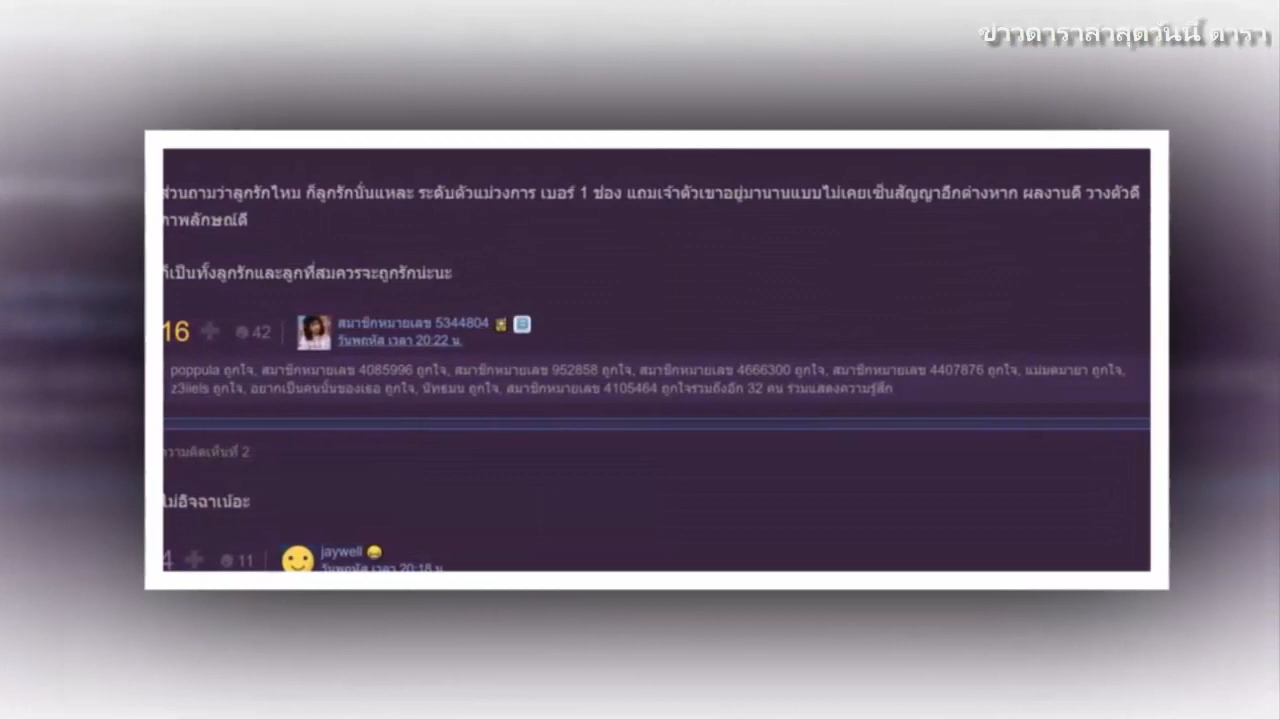 ข่าวดาราล่าสุดวันนี้ ดารา
ส่วนถามว่าลูกรักไหม ก็ลูกรักนั่นแหละ ระดับตัวแม่วงการ เบอร์ 1 ช่อง แถมเจ้าตัวเขาอยู่มานานแบบไม่เคยเซ็นสัญญาอีกต่างหาก ผลงานดี วางตัวดี
ภาพลักษณ์ดี
ก็เป็นทั้งลูกรักและลูกที่สมควรจะถูกรักน่ะนะ
16 42 สมาชิกหมายเลข 5344804
วันพฤหัส เวลา 20:22 น.
poppula ถูกใจ, สมาชิกหมายเลข 4085996 ถูกใจ, สมาชิกหมายเลข 952858 ถูกใจ, สมาชิกหมายเลข 4666300 ถูกใจ, สมาชิกหมายเลข 4407876 ถูกใจ, แม่มดมายา ถูกใจ,
z3iiels ถูกใจ, อยากเป็นคนนั้นของเธอ ถูกใจ, นัทธมน ถูกใจ, สมาชิกหมายเลข 4105464 ถูกใจรวมถึงอีก 32 คน ร่วมแสดงความรู้สึก
ความคิดเห็นที่ 2
ไม่อิจฉาเน้อะ
4 11 jaywell
วันพฤหัส เวลา 20:18 น.